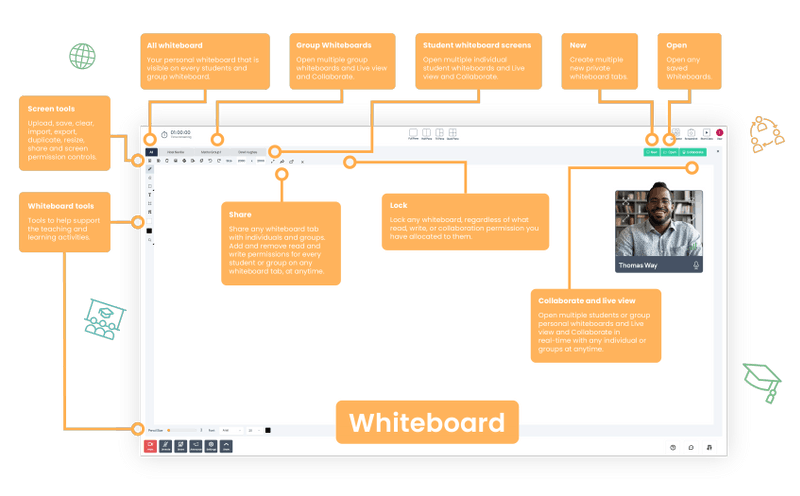 All whiteboard
Your personal whiteboard that is
visible on every students and
group whiteboard.
Group Whiteboards
Open multiple group
whiteboards and Live view
and Collaborate.
Student whiteboard screens
Open multiple individual
student whiteboards and Live
view and Collaborate.
New
Create multiple
new private
whiteboard tabs.
Open
Open any
saved
Whiteboards.
Screen tools
Upload, save, clear,
import, export,
duplicate, resize,
share and screen
permission controls.
01:00:00
All
New
Open
Collaborate
Whiteboard tools
Tools to help support
the teaching and
learning activities.
Share
Share any whiteboard tab
with individuals and groups.
Add and remove read and
write permissions for every
student or group on any
whiteboard tab, at anytime.
Lock
Lock any whiteboard, regardless of what
read, write, or collaboration permission you
have allocated to them.
Thomas Way
Collaborate and live view
Open multiple students or group
personal whiteboards and Live
view and Collaborate in
real-time with any individual or
groups at anytime.
Whiteboard